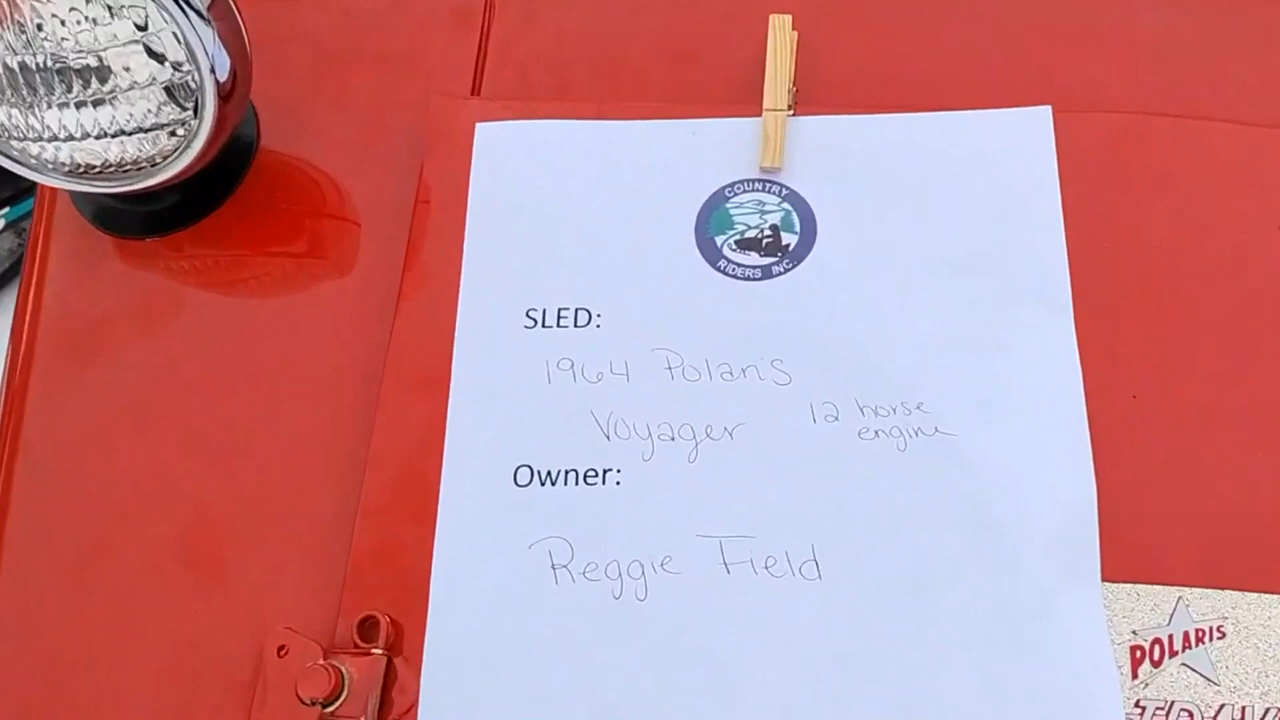 COUNTRY
RIDERS INC.
SLED:
1964 Polaris
Voyager
12 horse
engine
Owner:
Reggie Field
POLARIS